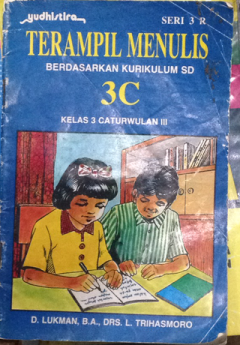 yudhistira
SERI 3 R
TERAMPIL MENULIS
BERDASARKAN KURIKULUM SD
3C
KELAS 3 CATURWULAN III
D. LUKMAN, B.A., DRS. L. TRIHASMORO